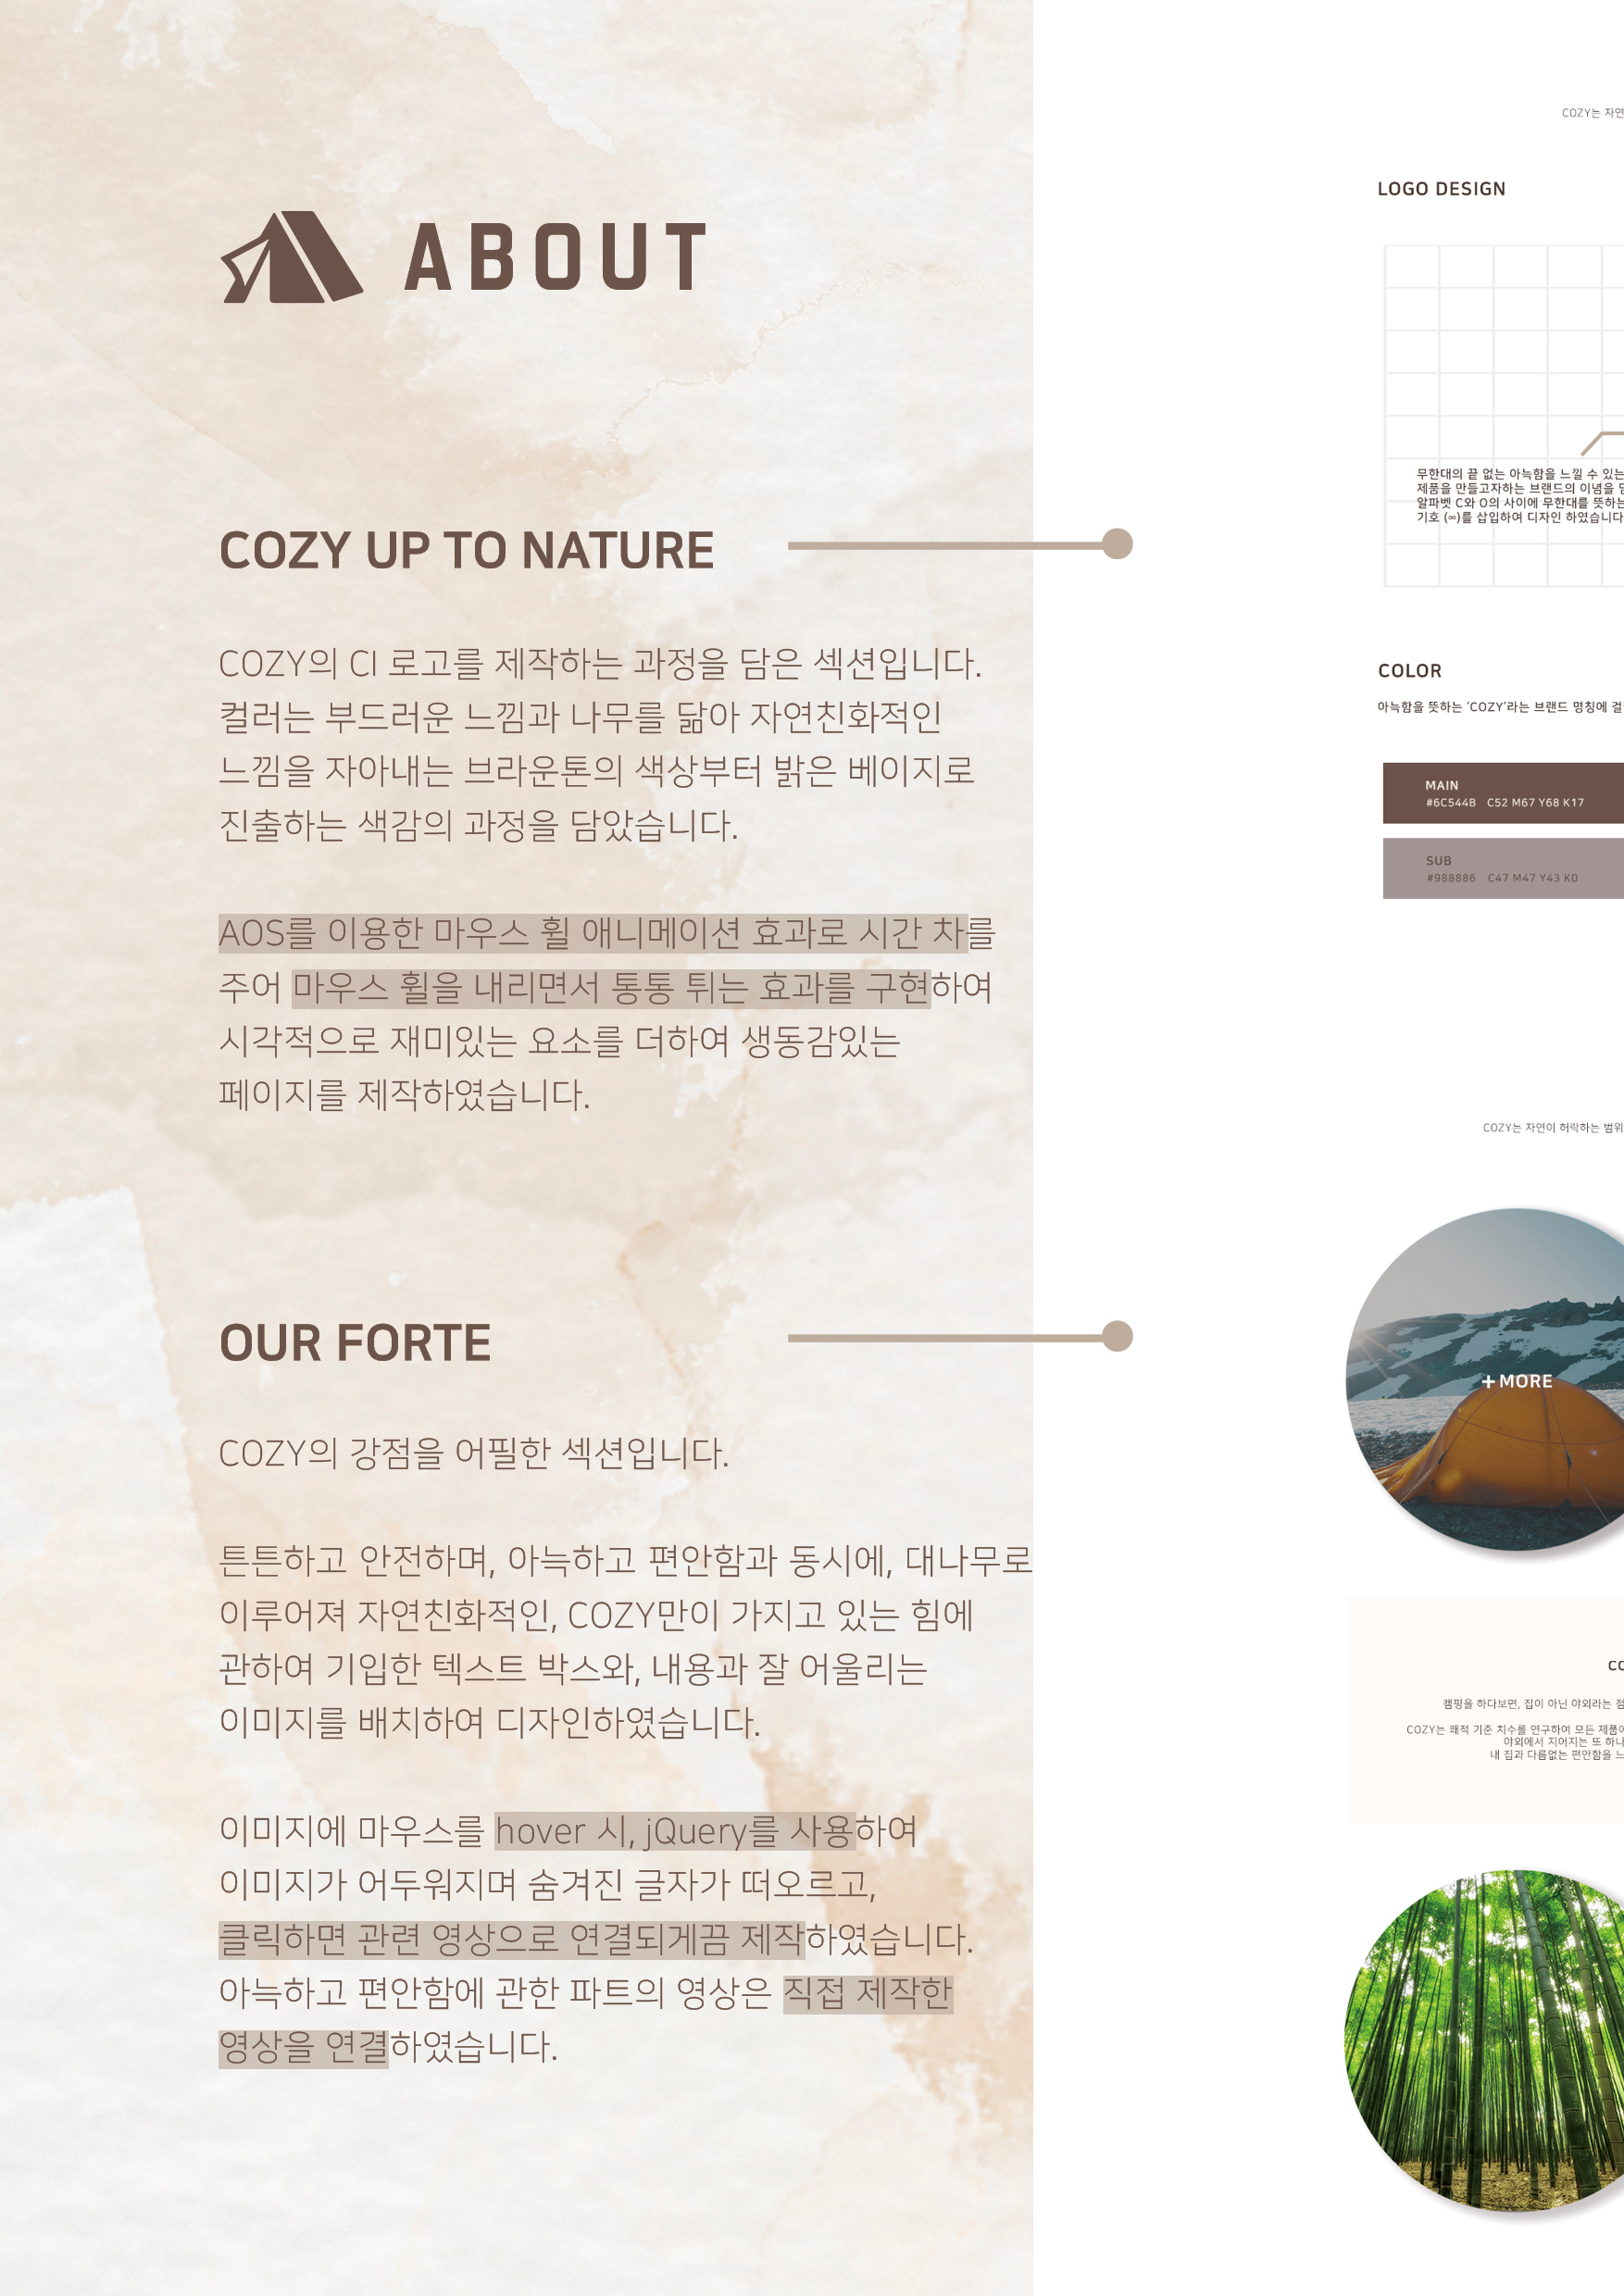 ABOUT
COZY UP TO NATURE
COZY의 CI 로고를 제작하는 과정을 담은 섹션입니다.
컬러는 부드러운 느낌과 나무를 닮아 자연친화적인
느낌을 자아내는 브라운톤의 색상부터 밝은 베이지로
진출하는 색감의 과정을 담았습니다.
AOS를 이용한 마우스 휠 애니메이션 효과로 시간 차를
주어 마우스 휠을 내리면서 통통 튀는 효과를 구현하여
시각적으로 재미있는 요소를 더하여 생동감있는
페이지를 제작하였습니다.
OUR FORTE
COZY의 강점을 어필한 섹션입니다.
튼튼하고 안전하며, 아늑하고 편안함과 동시에, 대나무로
이루어져 자연친화적인, COZY만이 가지고 있는 힘에
관하여 기입한 텍스트 박스와, 내용과 잘 어울리는
이미지를 배치하여 디자인하였습니다.
이미지에 마우스를 hover 시, jQuery를 사용하여
이미지가 어두워지며 숨겨진 글자가 떠오르고,
클릭하면 관련 영상으로 연결되게끔 제작하였습니다.
아늑하고 편안함에 관한 파트의 영상은 직접 제작한
영상을 연결하였습니다.
COZY는 자연
LOGO DESIGN
무한대의 끝 없는 아늑함을 느낄 수 있는
제품을 만들고자하는 브랜드의 이념을
알파벳 C와 O의 사이에 무한대를 뜻하는
기호 (∞)를 삽입하여 디자인 하였습니다
COLOR
아늑함을 뜻하는 'COZY'라는 브랜드 명칭에 걸
MAIN
#6C544B C52 M67 Y68 K17
SUB
#988886 C47 M47 Y43 K0
COZY는 자연이 허락하는 범위
+ MORE
CO
캠핑을 하다보면, 집이 아닌 야외라는 점
COZY는 쾌적 기준 치수를 연구하여 모든 제품에
야외에서 지어지는 또 하나
내 집과 다름없는 편안함을 느